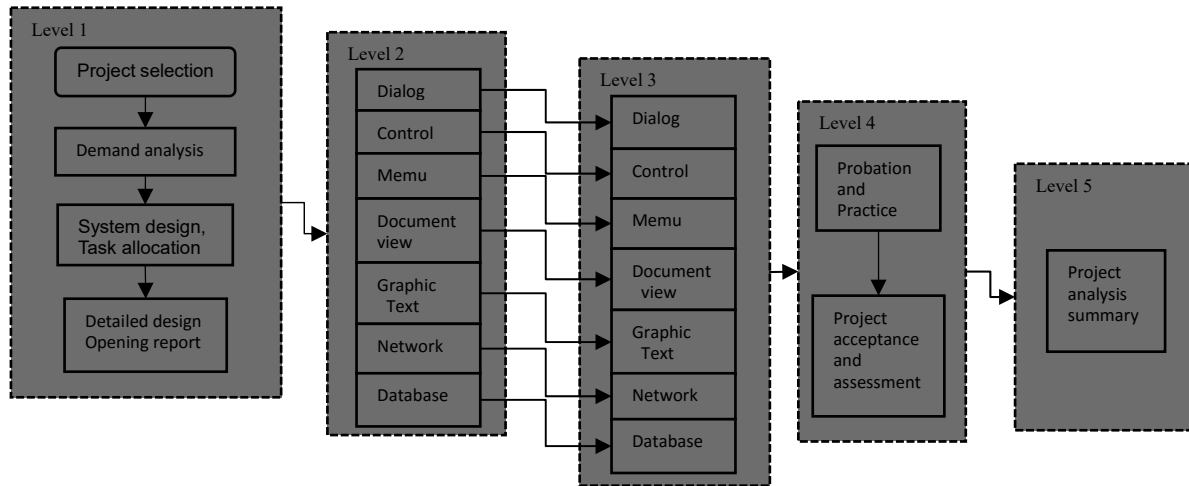 Level 1
Project selection
Demand analysis
System design,
Task allocation
Detailed design
Opening report
Level 2
Dialog
Control
Memu
Document
view
Graphic
Text
Network
Database
Level 3
Dialog
Control
Memu
Document
view
Graphic
Text
Network
Database
Level 4
Probation
and
Practice
Project
acceptance
and
assessment
Level 5
Project
analysis
summary